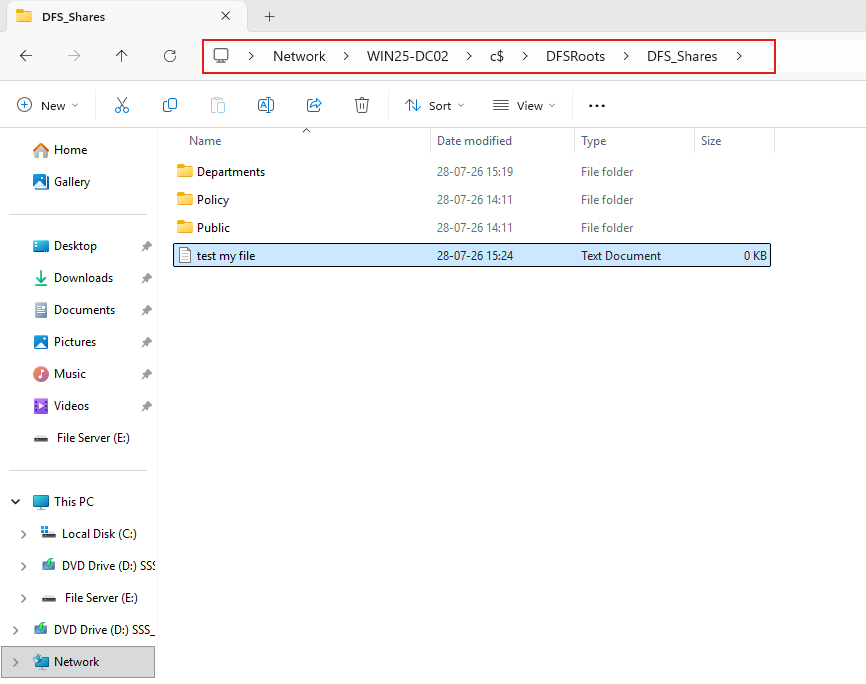 DFS_Shares
Network WIN25-DC02 c$ DFSRoots DFS_Shares
New Sort View
Name Date modified Type Size
Home
Gallery
Desktop
Downloads
Documents
Pictures
Music
Videos
File Server (E:)
This PC
Local Disk (C:)
DVD Drive (D:) SSS
File Server (E:)
DVD Drive (D:) SSS_
Network
Departments 28-07-26 15:19 File folder
Policy 28-07-26 14:11 File folder
Public 28-07-26 14:11 File folder
test my file 28-07-26 15:24 Text Document 0 KB